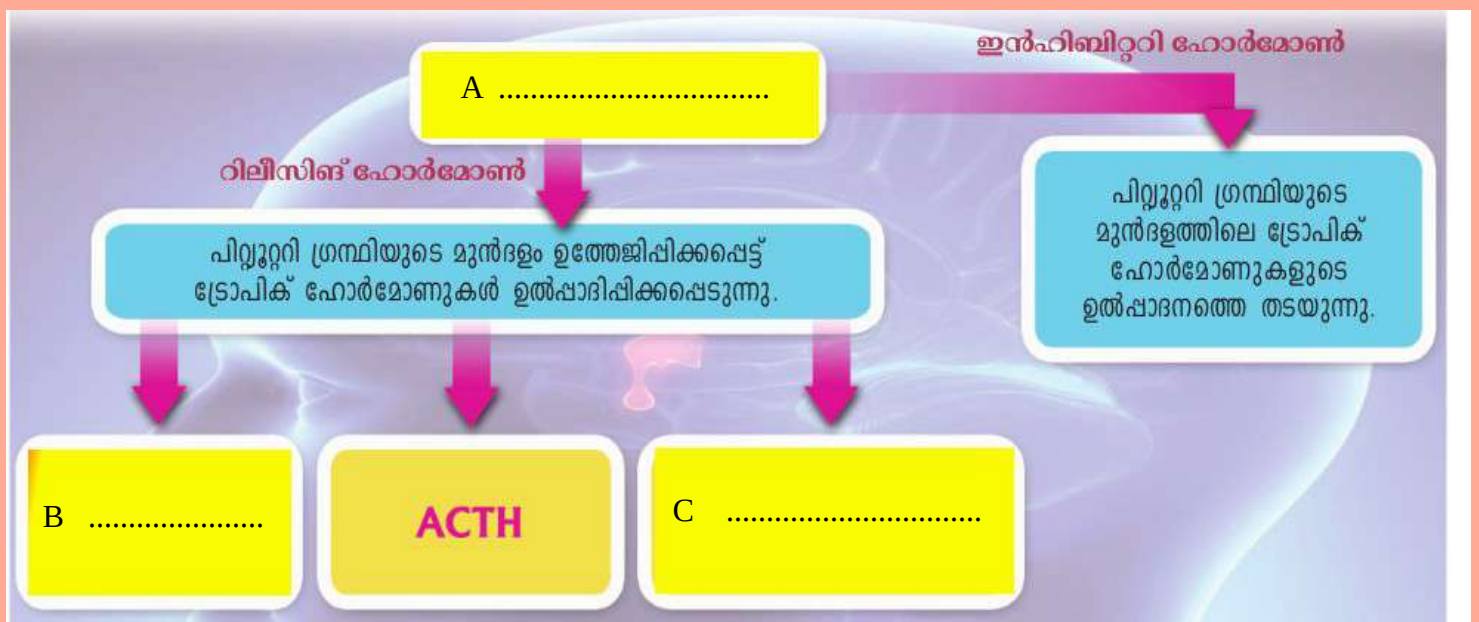 ഇൻഹിബിറ്ററി ഹോർമോൺ
A ..................................
റിലീസിങ് ഹോർമോൺ
പിറ്റ്യൂറ്ററി ഗ്രന്ഥിയുടെ
മുൻദളത്തിലെ ട്രോപിക്
ഹോർമോണുകളുടെ
ഉൽപ്പാദനത്തെ തടയുന്നു.
പിറ്റ്യൂറ്ററി ഗ്രന്ഥിയുടെ മുൻദളം ഉത്തേജിപ്പിക്കപ്പെട്ട്
ട്രോപിക് ഹോർമോണുകൾ ഉൽപ്പാദിപ്പിക്കപ്പെടുന്നു.
B ......................
ACTH
C ................................